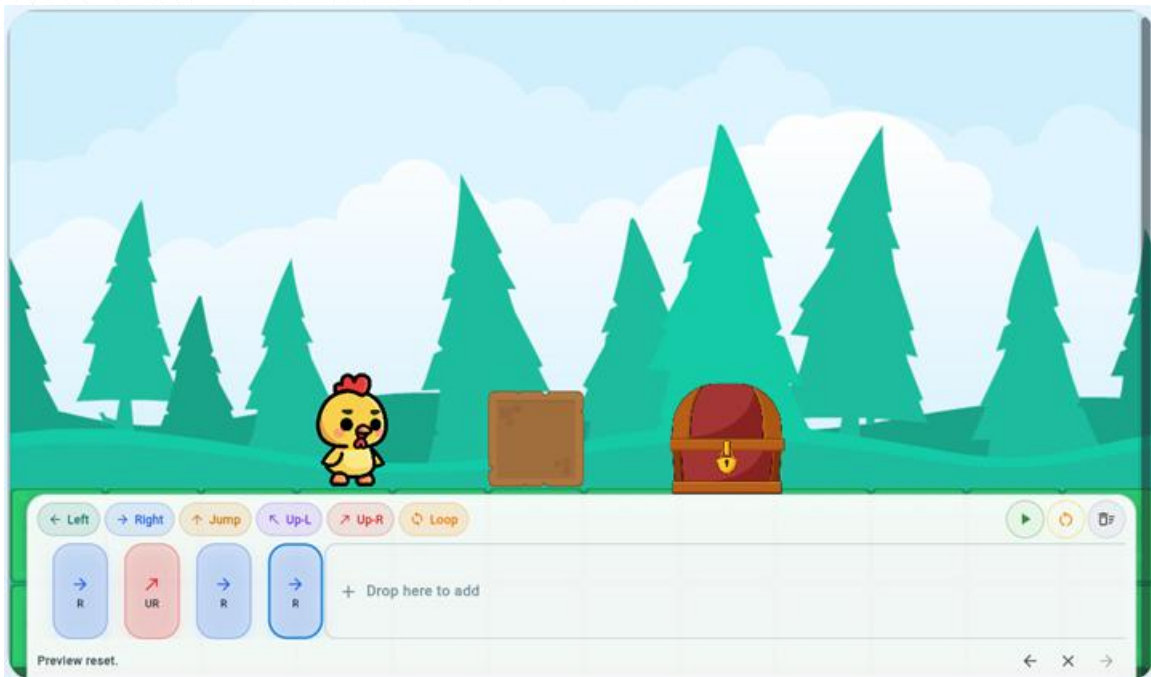 ← Left → Right ↑ Jump ↖ Up-L ↗ Up-R Loop
R UR R R + Drop here to add
Preview reset.